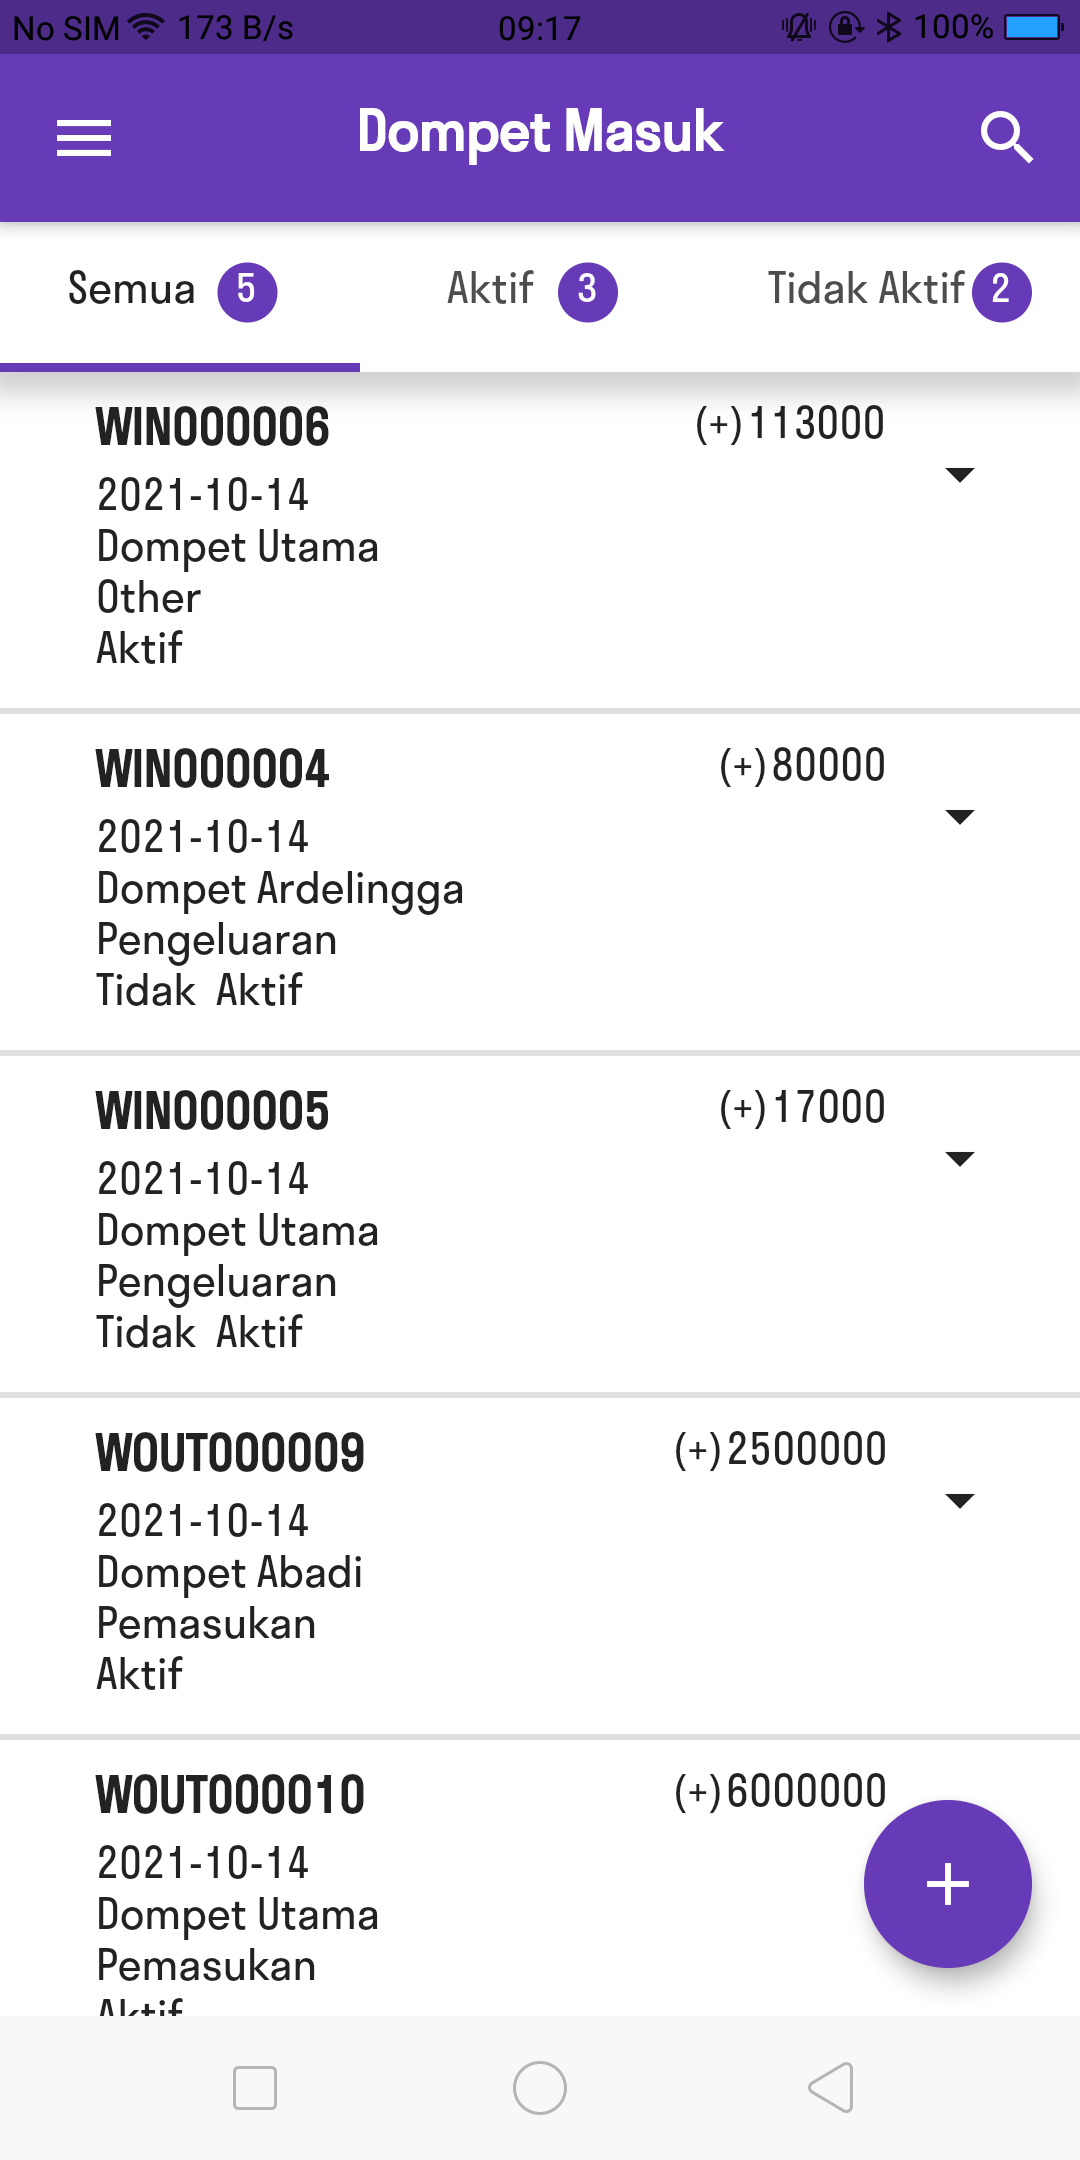 No SIM 173 B/s 09:17 100%
Dompet Masuk
Semua 5 Aktif 3 Tidak Aktif 2
WIN000006 (+)113000
2021-10-14
Dompet Utama
Other
Aktif
WIN000004 (+)80000
2021-10-14
Dompet Ardelingga
Pengeluaran
Tidak Aktif
WIN000005 (+)17000
2021-10-14
Dompet Utama
Pengeluaran
Tidak Aktif
WOUT000009 (+)2500000
2021-10-14
Dompet Abadi
Pemasukan
Aktif
WOUT000010 (+)6000000
2021-10-14
Dompet Utama
Pemasukan
Aktif